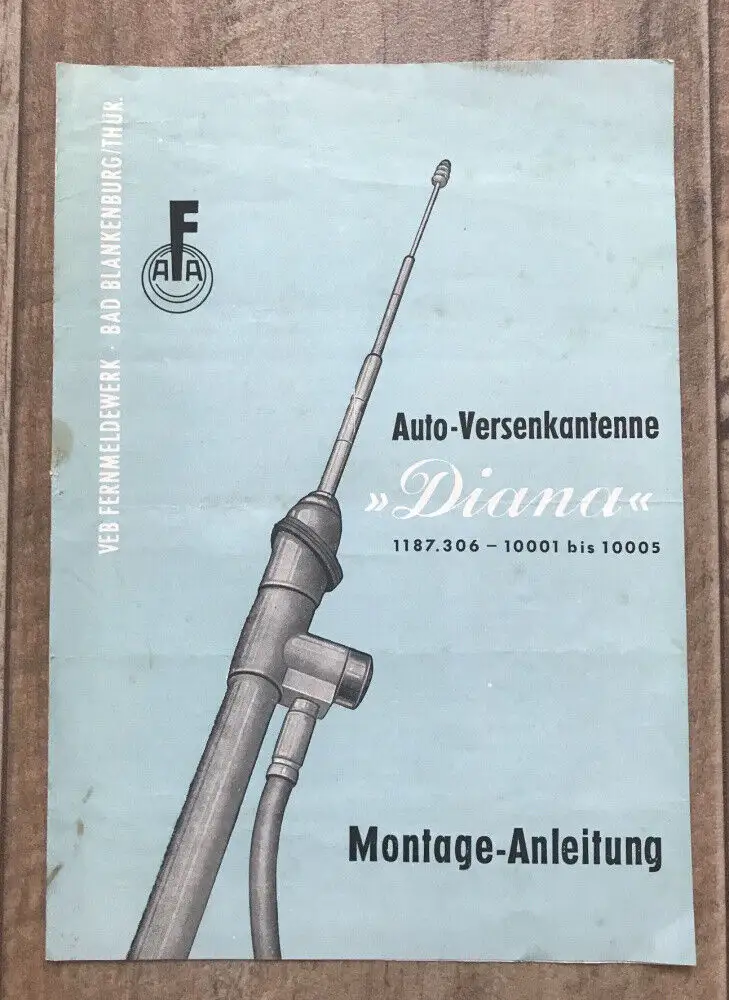 VEB FERNMELDEWERK · BAD BLANKENBURG/THÜR.
F
A A
Auto-Versenkantenne
»Diana«
1187.306 – 10001 bis 10005
Montage-Anleitung